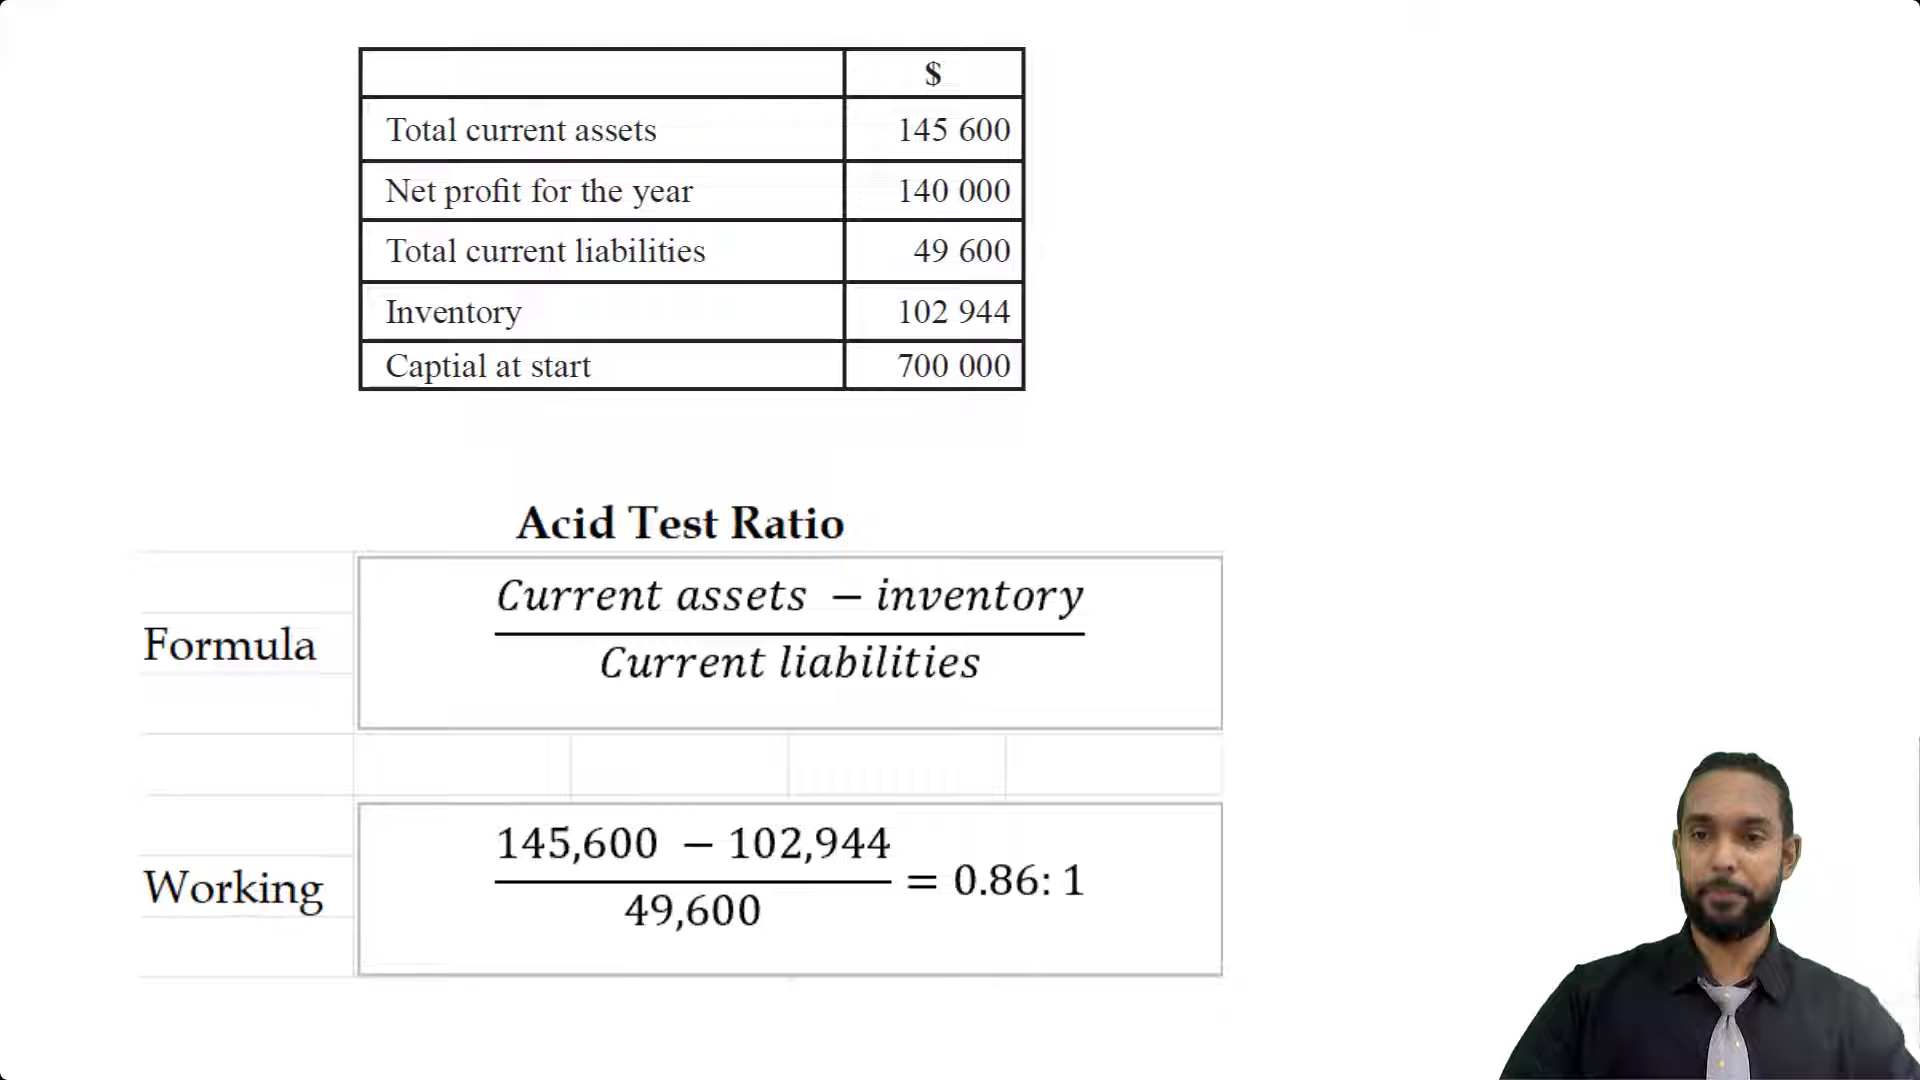 $
Total current assets 145 600
Net profit for the year 140 000
Total current liabilities 49 600
Inventory 102 944
Captial at start 700 000
Acid Test Ratio
Formula
Current assets − inventory
Current liabilities
Working
145,600 − 102,944
49,600
= 0.86: 1